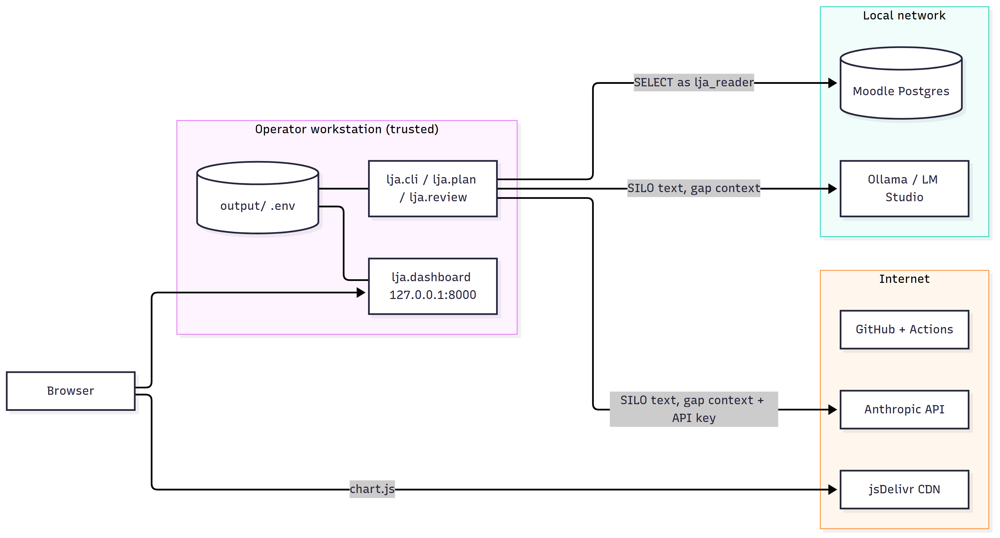 Local network
Moodle Postgres
SELECT as lja_reader
Operator workstation (trusted)
output/ .env
lja.cli / lja.plan
/ lja.review
SILO text, gap context
Ollama / LM
Studio
lja.dashboard
127.0.0.1:8000
Internet
GitHub + Actions
Browser
SILO text, gap context +
API key
Anthropic API
chart.js
jsDelivr CDN